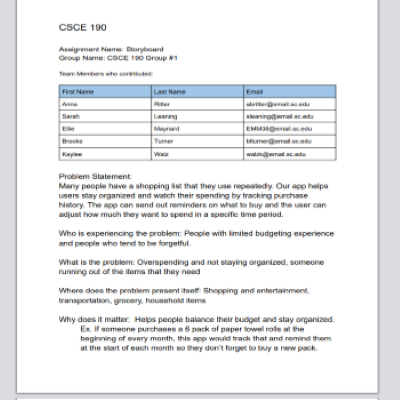 CSCE 190
Assignment Name: Storyboard
Group Name: CSCE 190 Group #1
Team Members who contributed:
First Name Last Name Email
Anna Ritter abritter@email.sc.edu
Sarah Leaning sleaning@email.sc.edu
Ellie Maynard EMM36@email.sc.edu
Brooke Turner blturner@email.sc.edu
Kaylee Walz walzk@email.sc.edu
Problem Statement:
Many people have a shopping list that they use repeatedly. Our app helps
users stay organized and watch their spending by tracking purchase
history. The app can send out reminders on what to buy and the user can
adjust how much they want to spend in a specific time period.
Who is experiencing the problem: People with limited budgeting experience
and people who tend to be forgetful.
What is the problem: Overspending and not staying organized, someone
running out of the items that they need
Where does the problem present itself: Shopping and entertainment,
transportation, grocery, household items
Why does it matter: Helps people balance their budget and stay organized.
Ex. If someone purchases a 6 pack of paper towel rolls at the
beginning of every month, this app would track that and remind them
at the start of each month so they don't forget to buy a new pack.